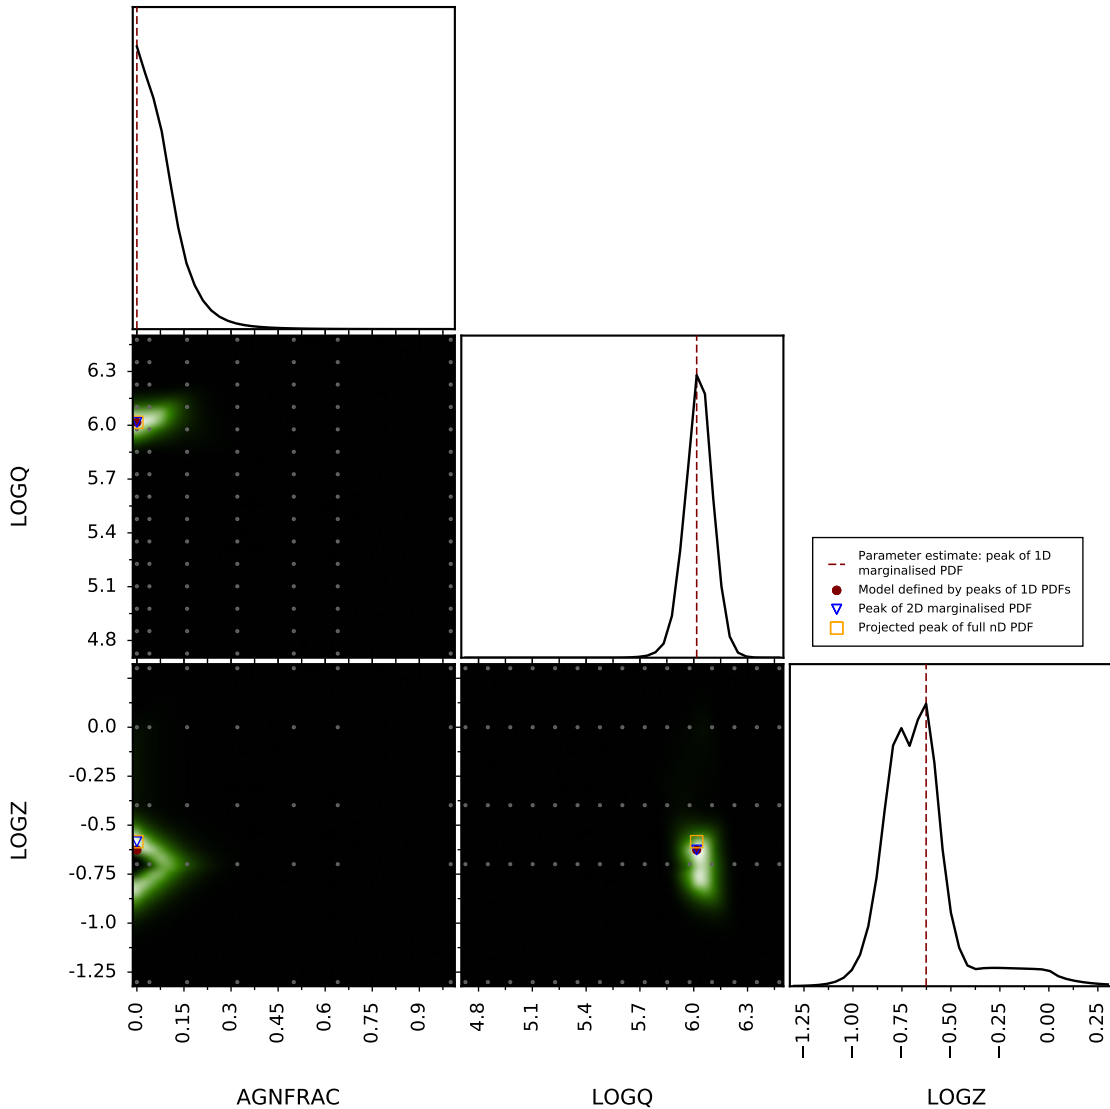 6.3
6.0
5.7
5.4
5.1
4.8
LOGQ
Parameter estimate: peak of 1D
marginalised PDF
Model defined by peaks of 1D PDFs
Peak of 2D marginalised PDF
Projected peak of full nD PDF
0.0
-0.25
-0.5
-0.75
-1.0
-1.25
LOGZ
0.0 0.15 0.3 0.45 0.6 0.75 0.9
4.8 5.1 5.4 5.7 6.0 6.3
−1.25 −1.00 −0.75 −0.50 −0.25 0.00 0.25
AGNFRAC LOGQ LOGZ